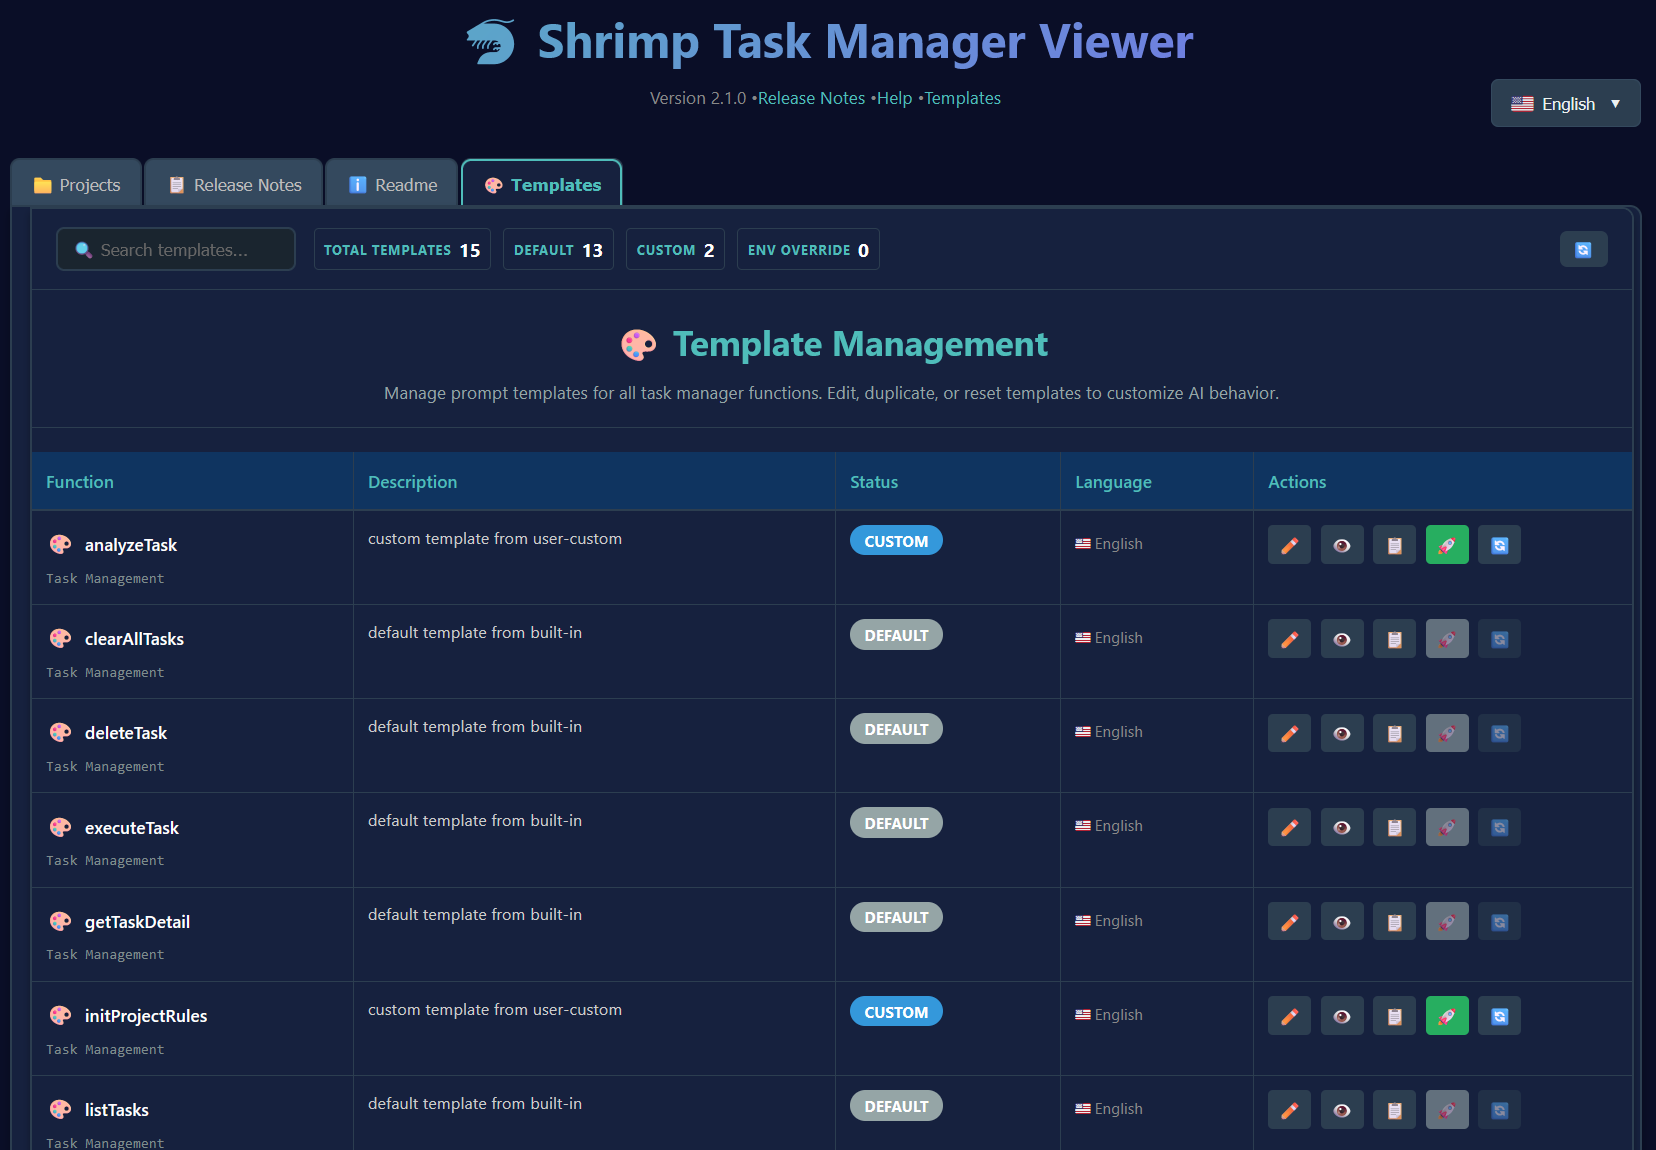 Shrimp Task Manager Viewer
Version 2.1.0 •Release Notes •Help •Templates
English ▼
Projects
Release Notes
Readme
Templates
Search templates...
TOTAL TEMPLATES 15
DEFAULT 13
CUSTOM 2
ENV OVERRIDE 0
Template Management
Manage prompt templates for all task manager functions. Edit, duplicate, or reset templates to customize AI behavior.
Function Description Status Language Actions
analyzeTask custom template from user-custom CUSTOM English
Task Management
clearAllTasks default template from built-in DEFAULT English
Task Management
deleteTask default template from built-in DEFAULT English
Task Management
executeTask default template from built-in DEFAULT English
Task Management
getTaskDetail default template from built-in DEFAULT English
Task Management
initProjectRules custom template from user-custom CUSTOM English
Task Management
listTasks default template from built-in DEFAULT English
Task Management